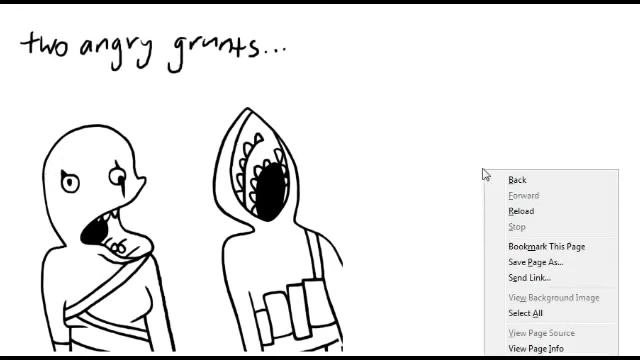 two angry grunts...
Back
Forward
Reload
Stop
Bookmark This Page
Save Page As...
Send Link...
View Background Image
Select All
View Page Source
View Page Info